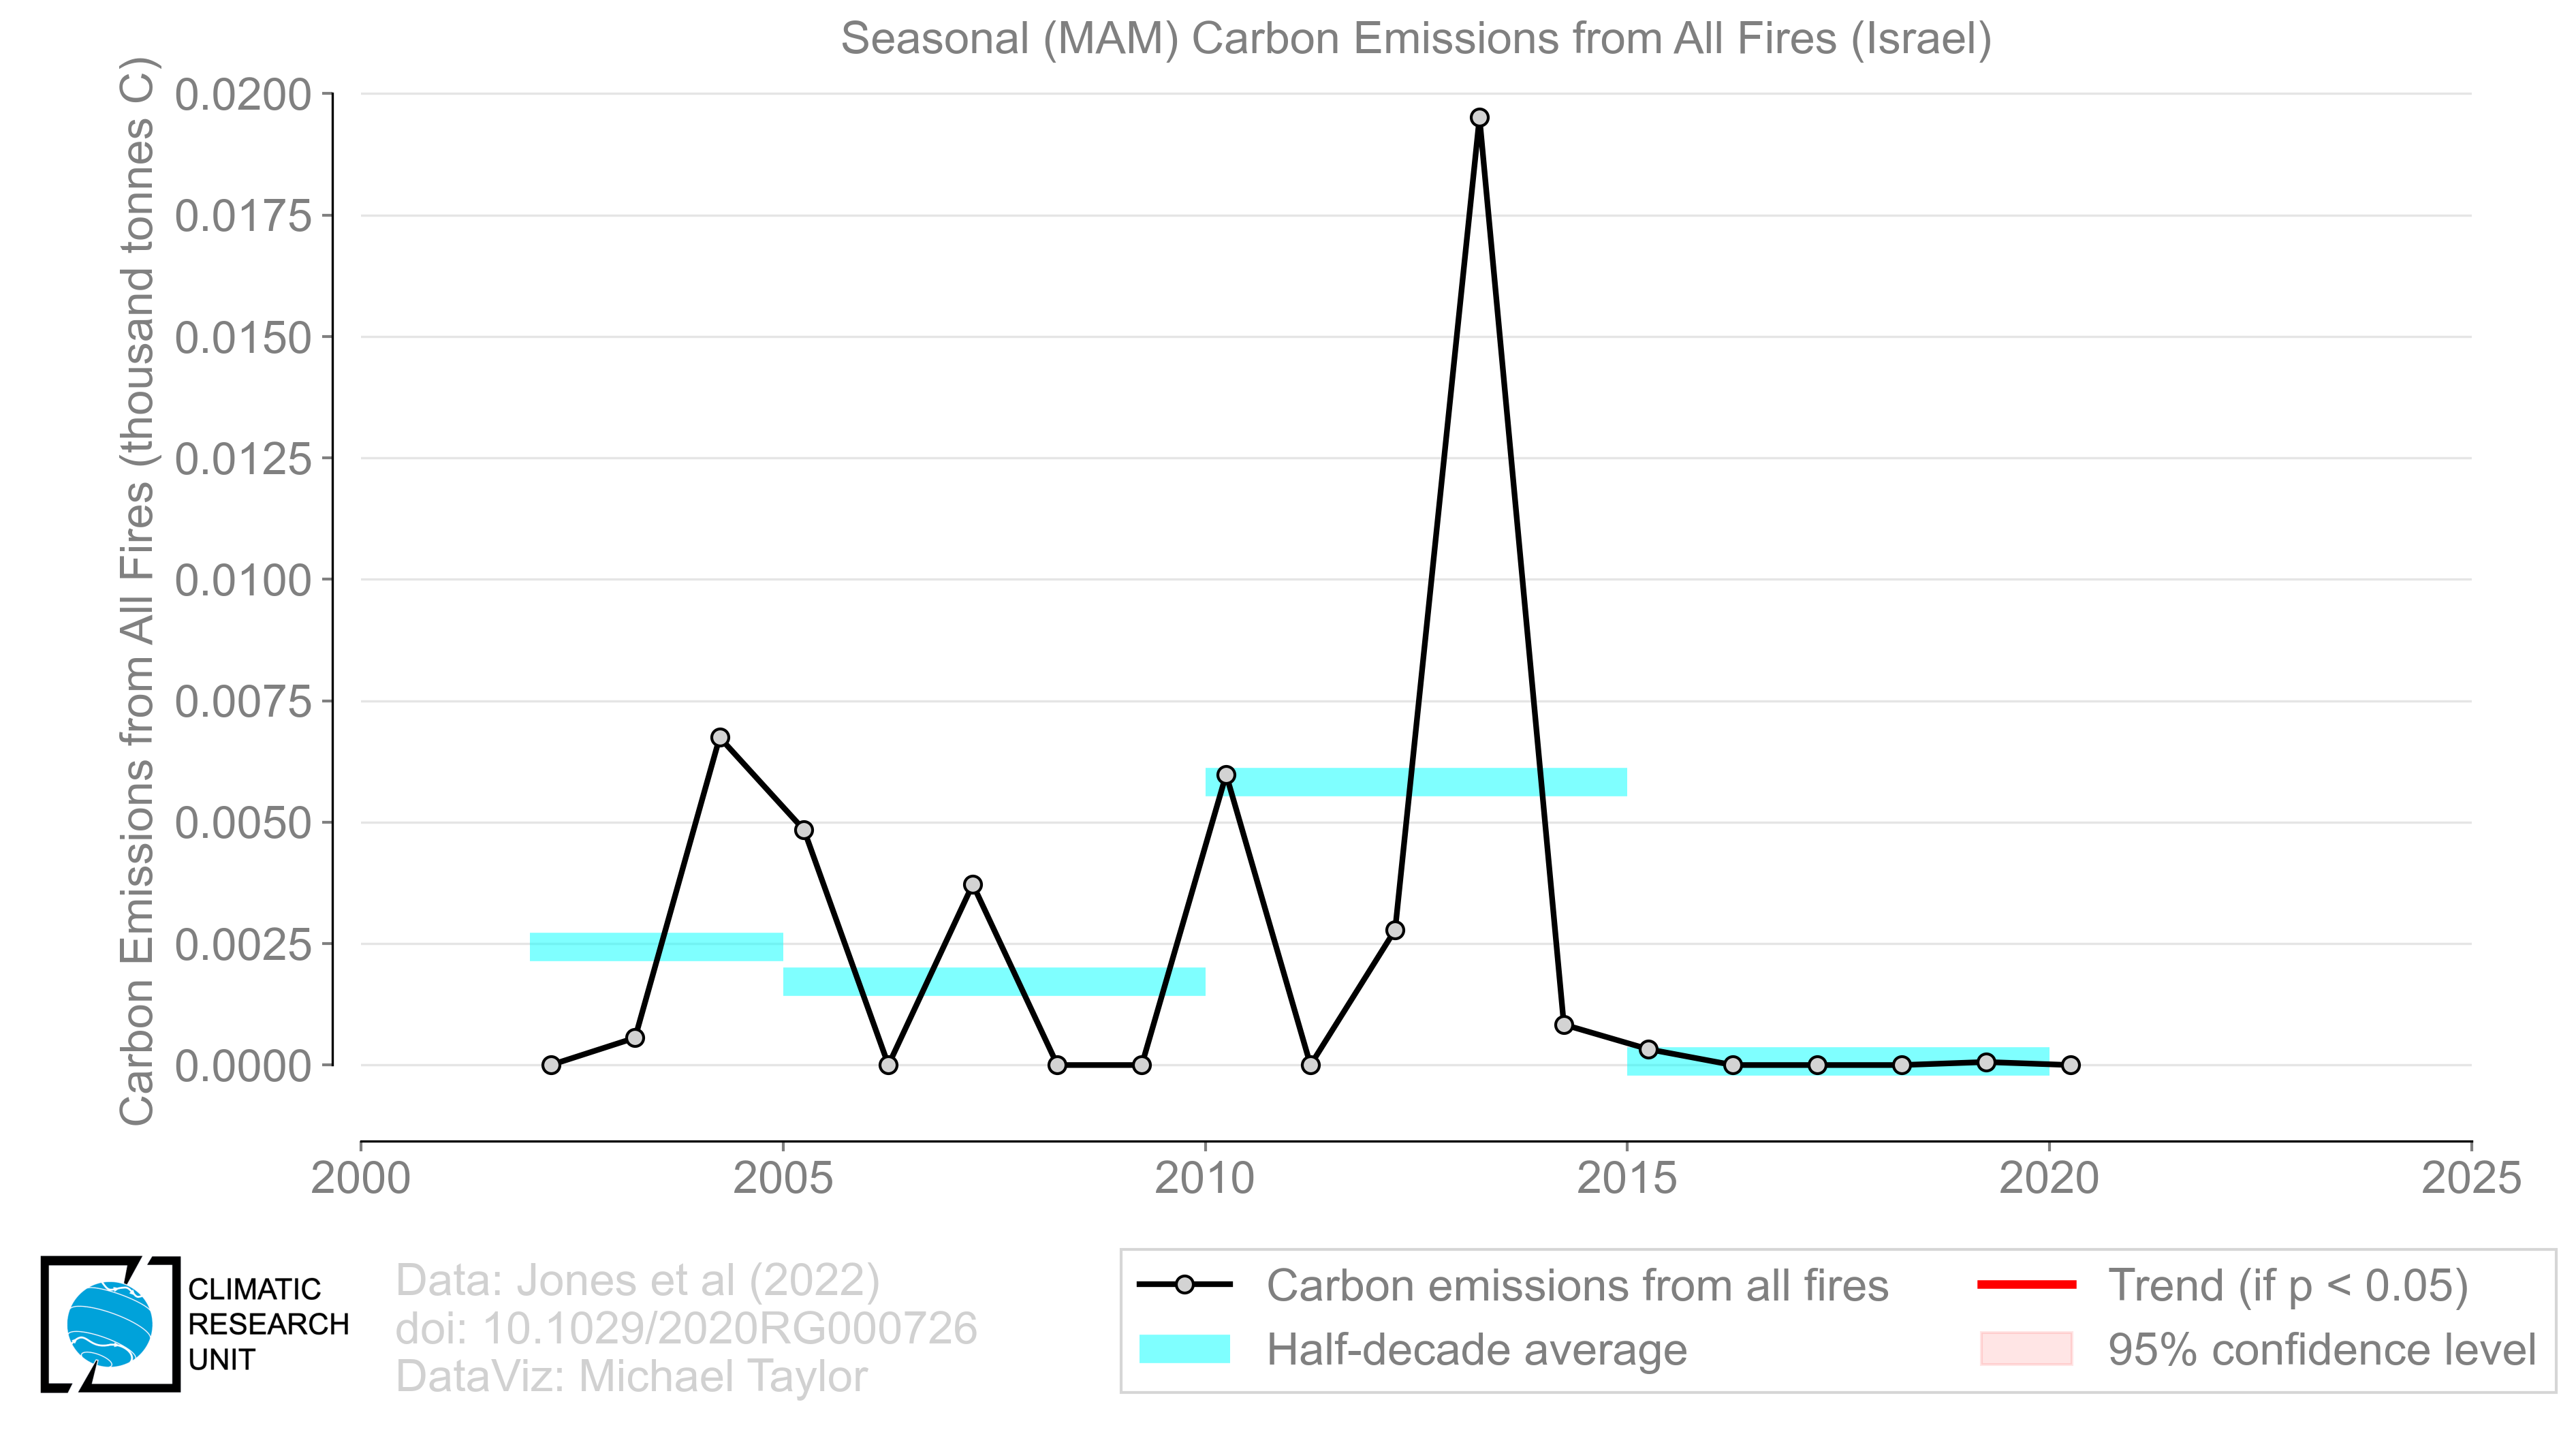 Seasonal (MAM) Carbon Emissions from All Fires (Israel)
Carbon Emissions from All Fires (thousand tonnes C)
0.0200
0.0175
0.0150
0.0125
0.0100
0.0075
0.0050
0.0025
0.0000
2000 2005 2010 2015 2020 2025
CLIMATIC
RESEARCH
UNIT
Data: Jones et al (2022)
doi: 10.1029/2020RG000726
DataViz: Michael Taylor
Carbon emissions from all fires
Half-decade average
Trend (if p < 0.05)
95% confidence level